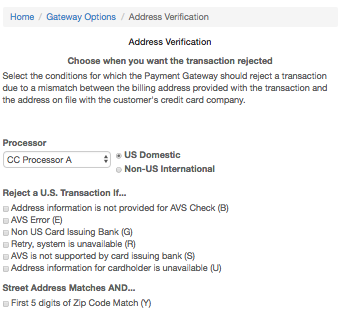 Home / Gateway Options / Address Verification
Address Verification
Choose when you want the transaction rejected
Select the conditions for which the Payment Gateway should reject a transaction
due to a mismatch between the billing address provided with the transaction and
the address on file with the customer's credit card company.
Processor
CC Processor A
US Domestic
Non-US International
Reject a U.S. Transaction If...
Address information is not provided for AVS Check (B)
AVS Error (E)
Non US Card Issuing Bank (G)
Retry, system is unavailable (R)
AVS is not supported by card issuing bank (S)
Address information for cardholder is unavailable (U)
Street Address Matches AND...
First 5 digits of Zip Code Match (Y)